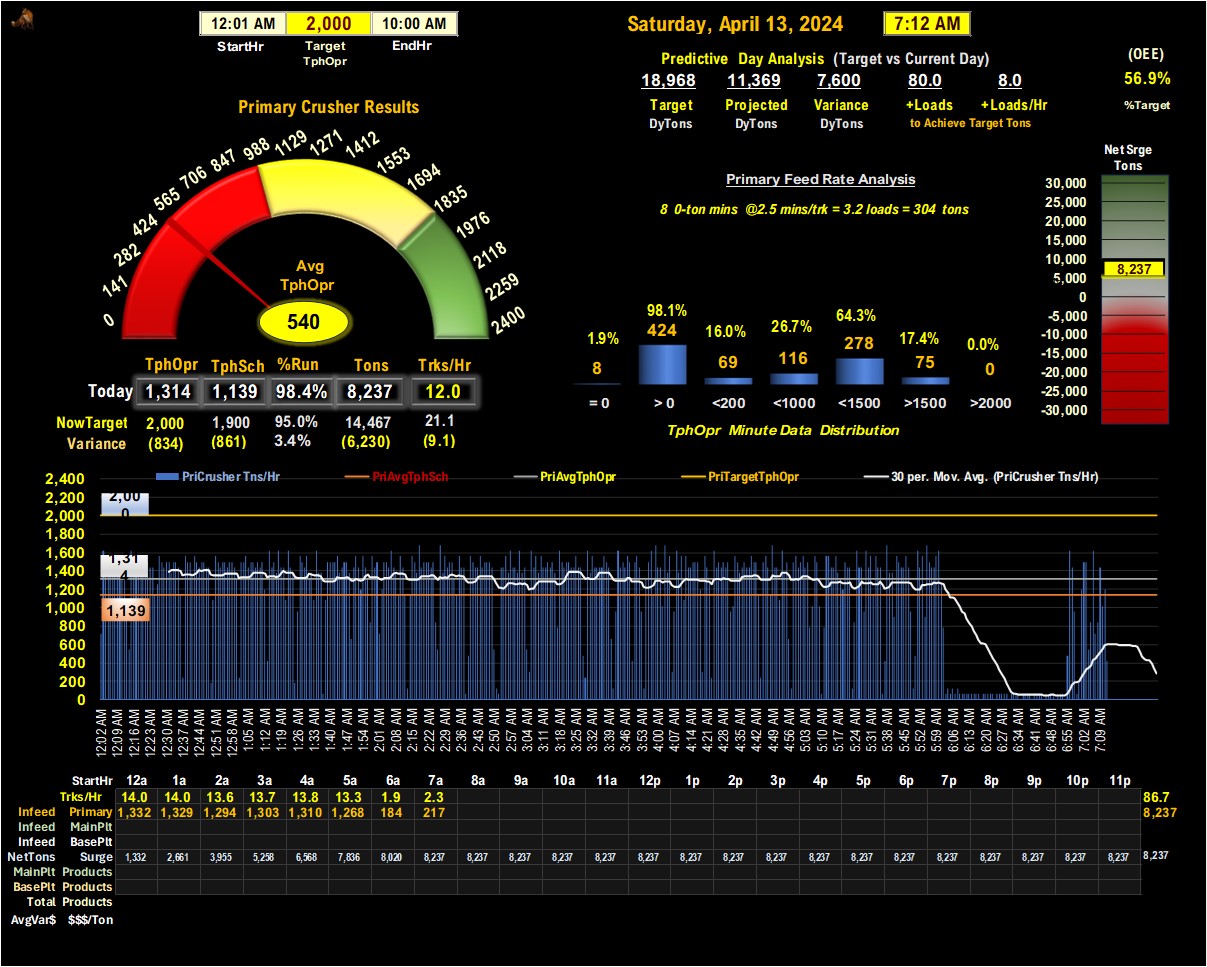 12:01 AM 2,000 10:00 AM
StartHr Target EndHr
TphOpr
Saturday, April 13, 2024 7:12 AM
Predictive Day Analysis (Target vs Current Day)
18,968 11,369 7,600 80.0 8.0
Target Projected Variance +Loads +Loads/Hr
DyTons DyTons DyTons to Achieve Target Tons
(OEE)
56.9%
%Target
Primary Crusher Results
0 141 282 424 565 706 847 988 1129 1271 1412 1553 1694 1835 1976 2118 2259 2400
Avg
TphOpr
540
TphOpr TphSch %Run Tons Trks/Hr
Today 1,314 1,139 98.4% 8,237 12.0
NowTarget 2,000 1,900 95.0% 14,467 21.1
Variance (834) (861) 3.4% (6,230) (9.1)
Primary Feed Rate Analysis
8 0-ton mins @2.5 mins/trk = 3.2 loads = 304 tons
1.9% 98.1% 16.0% 26.7% 64.3% 17.4% 0.0%
8 424 69 116 278 75 0
= 0 > 0 <200 <1000 <1500 >1500 >2000
TphOpr Minute Data Distribution
Net Srge
Tons
30,000
25,000
20,000
15,000
10,000
8,237
5,000
0
-5,000
-10,000
-15,000
-20,000
-25,000
-30,000
PriCrusher Tns/Hr PriAvgTphSch PriAvgTphOpr PriTargetTphOpr 30 per. Mov. Avg. (PriCrusher Tns/Hr)
2,400
2,200
2,000
1,800
1,600
1,400
1,200
1,000
800
600
400
200
0
2,00
0
1,31
4
1,139
12:02 AM 12:09 AM 12:16 AM 12:23 AM 12:30 AM 12:37 AM 12:44 AM 12:51 AM 12:58 AM 1:05 AM 1:12 AM 1:19 AM 1:26 AM 1:33 AM 1:40 AM 1:47 AM 1:54 AM 2:01 AM 2:08 AM 2:15 AM 2:22 AM 2:29 AM 2:36 AM 2:43 AM 2:50 AM 2:57 AM 3:04 AM 3:11 AM 3:18 AM 3:25 AM 3:32 AM 3:39 AM 3:46 AM 3:53 AM 4:00 AM 4:07 AM 4:14 AM 4:21 AM 4:28 AM 4:35 AM 4:42 AM 4:49 AM 4:56 AM 5:03 AM 5:10 AM 5:17 AM 5:24 AM 5:31 AM 5:38 AM 5:45 AM 5:52 AM 5:59 AM 6:06 AM 6:13 AM 6:20 AM 6:27 AM 6:34 AM 6:41 AM 6:48 AM 6:55 AM 7:02 AM 7:09 AM
StartHr 12a 1a 2a 3a 4a 5a 6a 7a 8a 9a 10a 11a 12p 1p 2p 3p 4p 5p 6p 7p 8p 9p 10p 11p
Trks/Hr 14.0 14.0 13.6 13.7 13.8 13.3 1.9 2.3 86.7
Infeed Primary 1,332 1,329 1,294 1,303 1,310 1,268 184 217 8,237
Infeed MainPlt
Infeed BasePlt
NetTons Surge 1,332 2,661 3,955 5,258 6,568 7,836 8,020 8,237 8,237 8,237 8,237 8,237 8,237 8,237 8,237 8,237 8,237 8,237 8,237 8,237 8,237 8,237 8,237 8,237 8,237
MainPlt Products
BasePlt Products
Total Products
AvgVar$ $$$/Ton